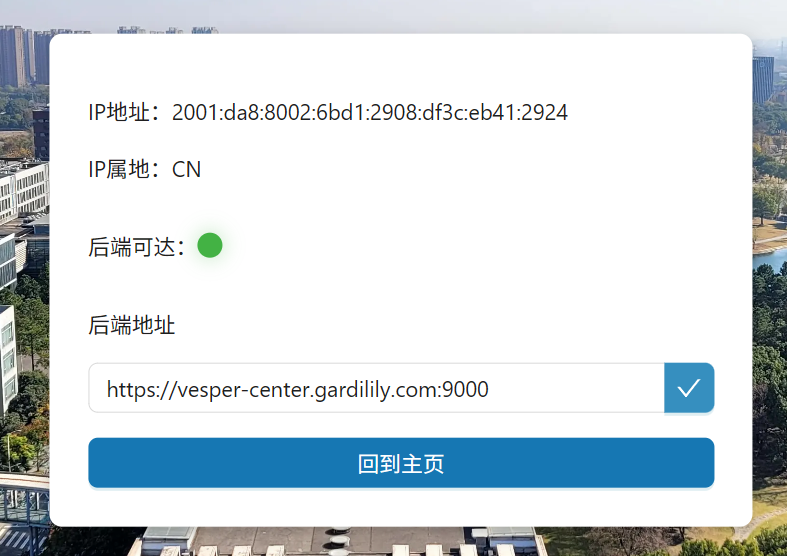 IP地址：2001:da8:8002:6bd1:2908:df3c:eb41:2924
IP属地：CN
后端可达：
后端地址
https://vesper-center.gardilily.com:9000
回到主页